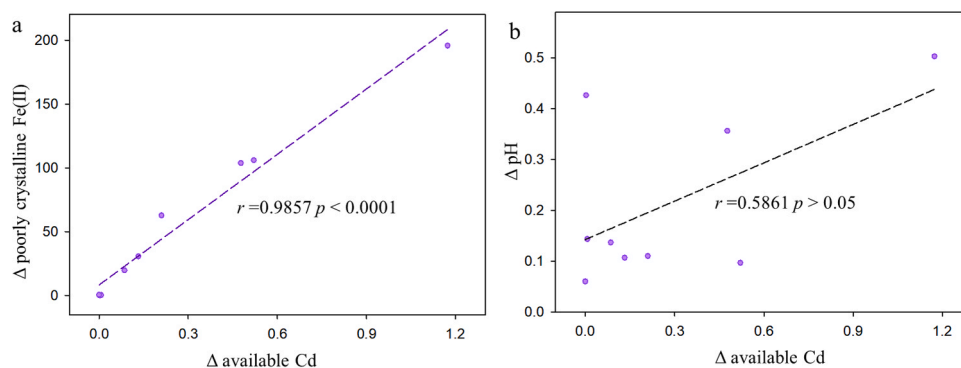 a
200
150
100
50
0
Δ poorly crystalline Fe(II)
r =0.9857 p < 0.0001
0.0 0.3 0.6 0.9 1.2
Δ available Cd
b
0.5
0.4
0.3
0.2
0.1
0.0
Δ pH
r =0.5861 p > 0.05
0.0 0.3 0.6 0.9 1.2
Δ available Cd